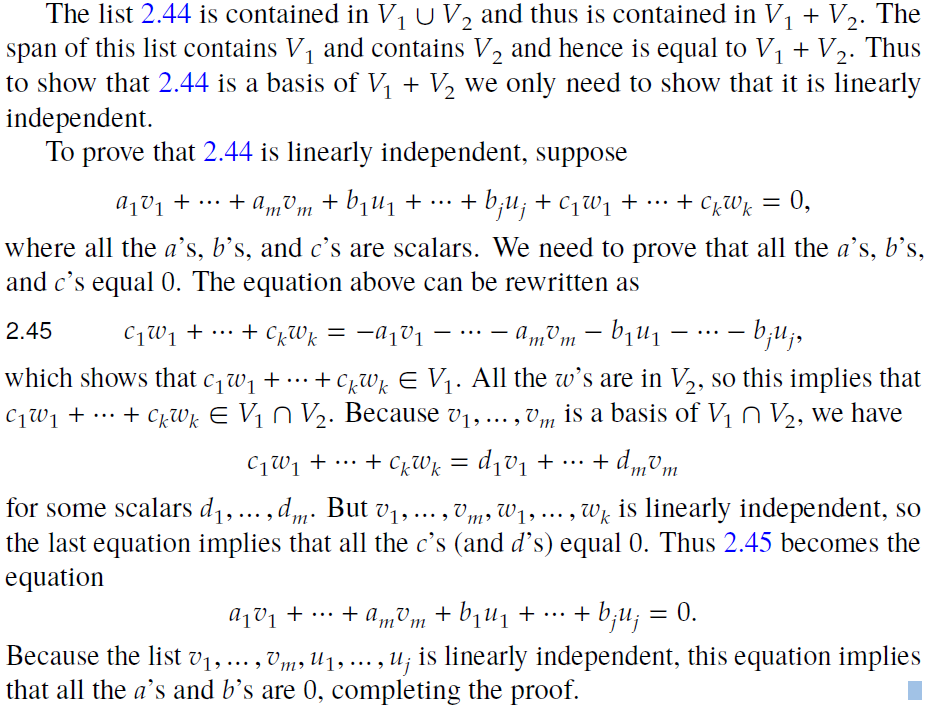 The list 2.44 is contained in V₁ ∪ V₂ and thus is contained in V₁ + V₂. The
span of this list contains V₁ and contains V₂ and hence is equal to V₁ + V₂. Thus
to show that 2.44 is a basis of V₁ + V₂ we only need to show that it is linearly
independent.
To prove that 2.44 is linearly independent, suppose
a₁v₁ + ⋯ + aₘvₘ + b₁u₁ + ⋯ + bⱼuⱼ + c₁w₁ + ⋯ + cₖwₖ = 0,
where all the a’s, b’s, and c’s are scalars. We need to prove that all the a’s, b’s,
and c’s equal 0. The equation above can be rewritten as
2.45 c₁w₁ + ⋯ + cₖwₖ = −a₁v₁ − ⋯ − aₘvₘ − b₁u₁ − ⋯ − bⱼuⱼ,
which shows that c₁w₁ + ⋯ + cₖwₖ ∈ V₁. All the w’s are in V₂, so this implies that
c₁w₁ + ⋯ + cₖwₖ ∈ V₁ ∩ V₂. Because v₁, … , vₘ is a basis of V₁ ∩ V₂, we have
c₁w₁ + ⋯ + cₖwₖ = d₁v₁ + ⋯ + dₘvₘ
for some scalars d₁, … , dₘ. But v₁, … , vₘ, w₁, … , wₖ is linearly independent, so
the last equation implies that all the c’s (and d’s) equal 0. Thus 2.45 becomes the
equation
a₁v₁ + ⋯ + aₘvₘ + b₁u₁ + ⋯ + bⱼuⱼ = 0.
Because the list v₁, … , vₘ, u₁, … , uⱼ is linearly independent, this equation implies
that all the a’s and b’s are 0, completing the proof.